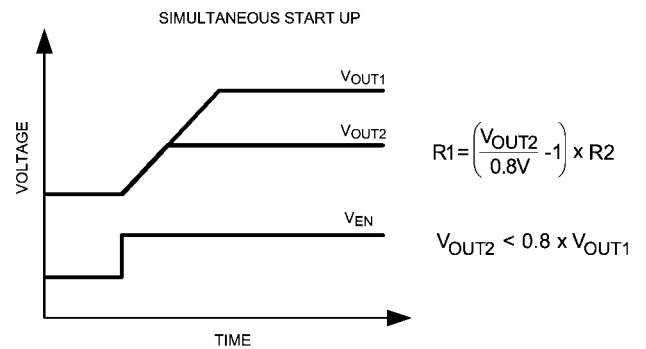 SIMULTANEOUS START UP
VOLTAGE
VOUT1
VOUT2
VEN
TIME
R1=(VOUT2/0.8V -1) x R2
VOUT2 < 0.8 x VOUT1